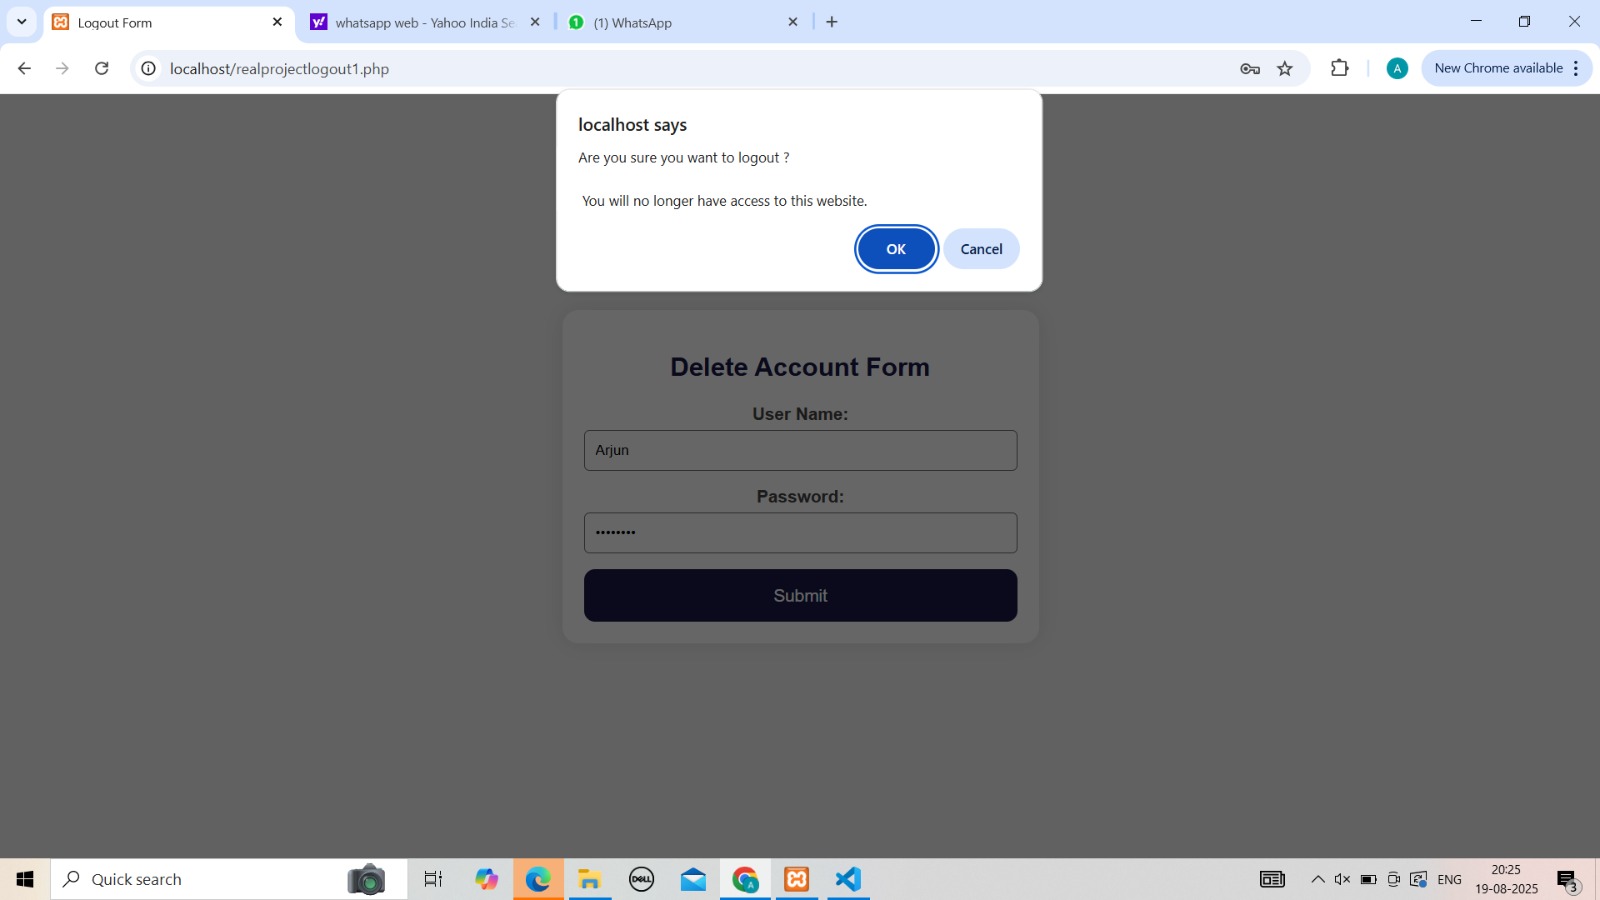 Logout Form
whatsapp web - Yahoo India Se
(1) WhatsApp
localhost/realprojectlogout1.php
A
New Chrome available
localhost says
Are you sure you want to logout ?
You will no longer have access to this website.
OK
Cancel
Delete Account Form
User Name:
Arjun
Password:
••••••••
Submit
Quick search
DELL
A
ENG
20:25
19-08-2025
3